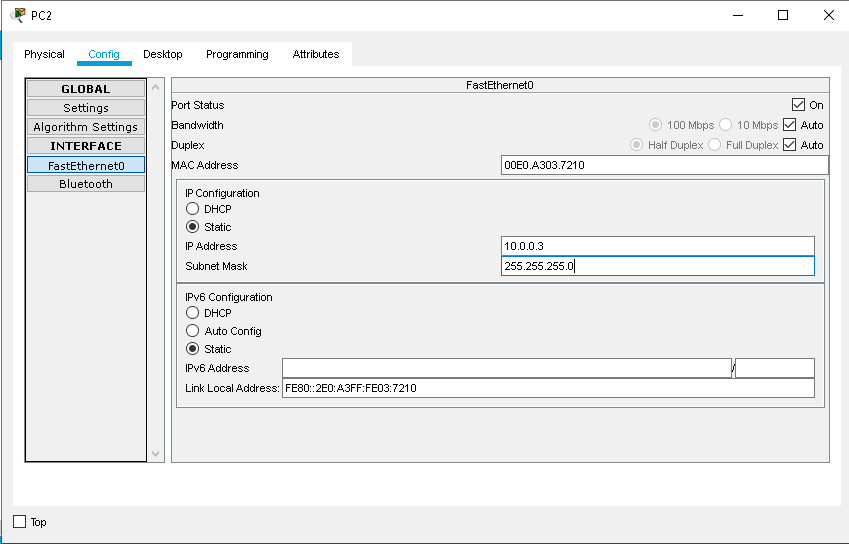 PC2
Physical Config Desktop Programming Attributes
GLOBAL
Settings
Algorithm Settings
INTERFACE
FastEthernet0
Bluetooth
FastEthernet0
Port Status On
Bandwidth 100 Mbps 10 Mbps Auto
Duplex Half Duplex Full Duplex Auto
MAC Address 00E0.A303.7210
IP Configuration
DHCP
Static
IP Address 10.0.0.3
Subnet Mask 255.255.255.0
IPv6 Configuration
DHCP
Auto Config
Static
IPv6 Address /
Link Local Address: FE80::2E0:A3FF:FE03:7210
Top